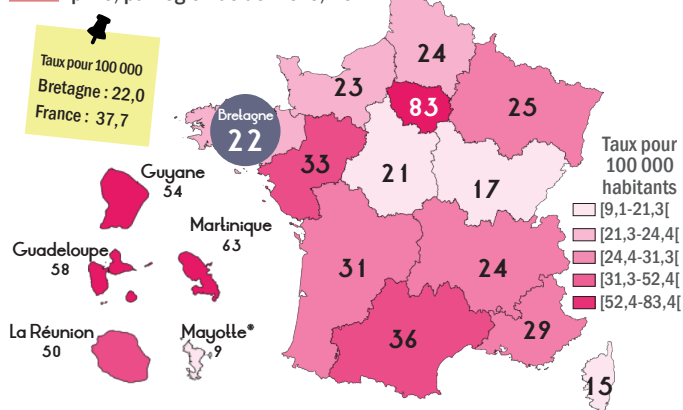 Taux pour 100 000
Bretagne : 22,0
France : 37,7
24
23
83
25
Bretagne
22
33
21
17
Guyane
54
Martinique
63
Guadeloupe
58
31
24
La Réunion
50
Mayotte*
9
36
29
15
Taux pour
100 000
habitants
[9,1-21,3[
[21,3-24,4[
[24,4-31,3[
[31,3-52,4[
[52,4-83,4[